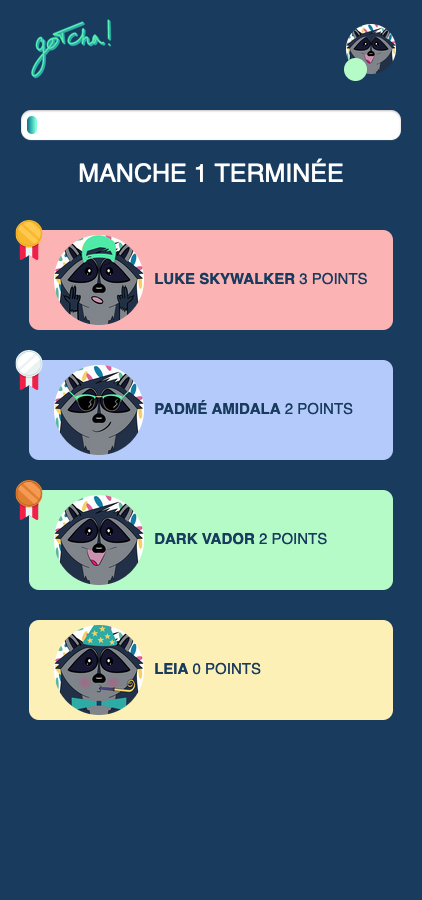 gotcha!
MANCHE 1 TERMINÉE
LUKE SKYWALKER 3 POINTS
PADMÉ AMIDALA 2 POINTS
DARK VADOR 2 POINTS
LEIA 0 POINTS